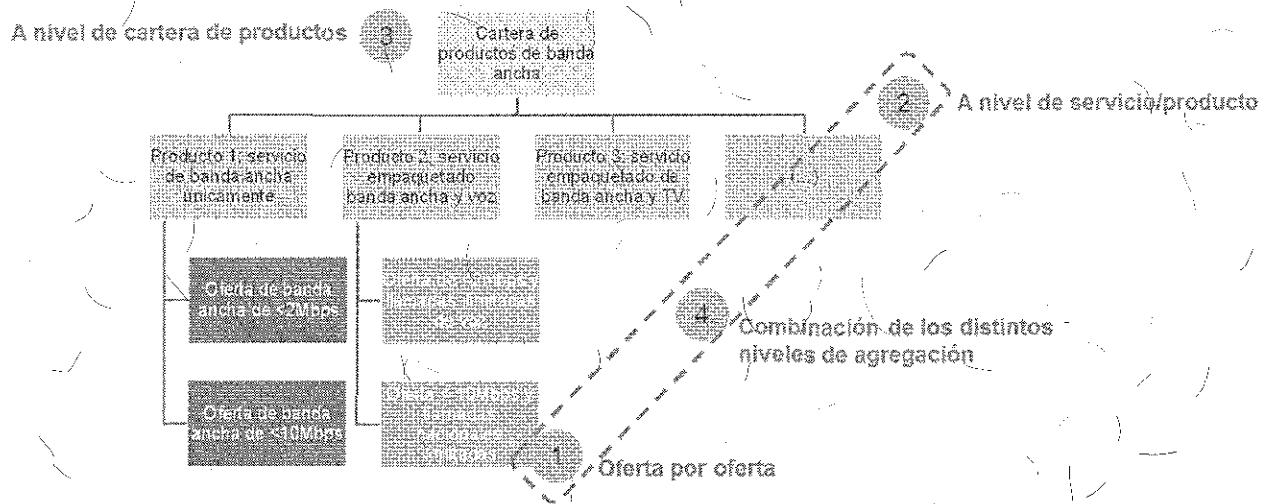 A nivel de cartera de productos
3
Cartera de
productos de banda
ancha
2
A nivel de servicio/producto
Producto 1; servicio
de banda ancha
unicamente
Producto 2; servicio
empaquetado
banda ancha y voz
Producto 3; servicio
empaquetado de
banda ancha y TV
(...)
Oferta de banda
ancha de <2Mbps
4
Combinación de los distintos
niveles de agregación
Oferta de banda
ancha de <10Mbps
1
Oferta por oferta